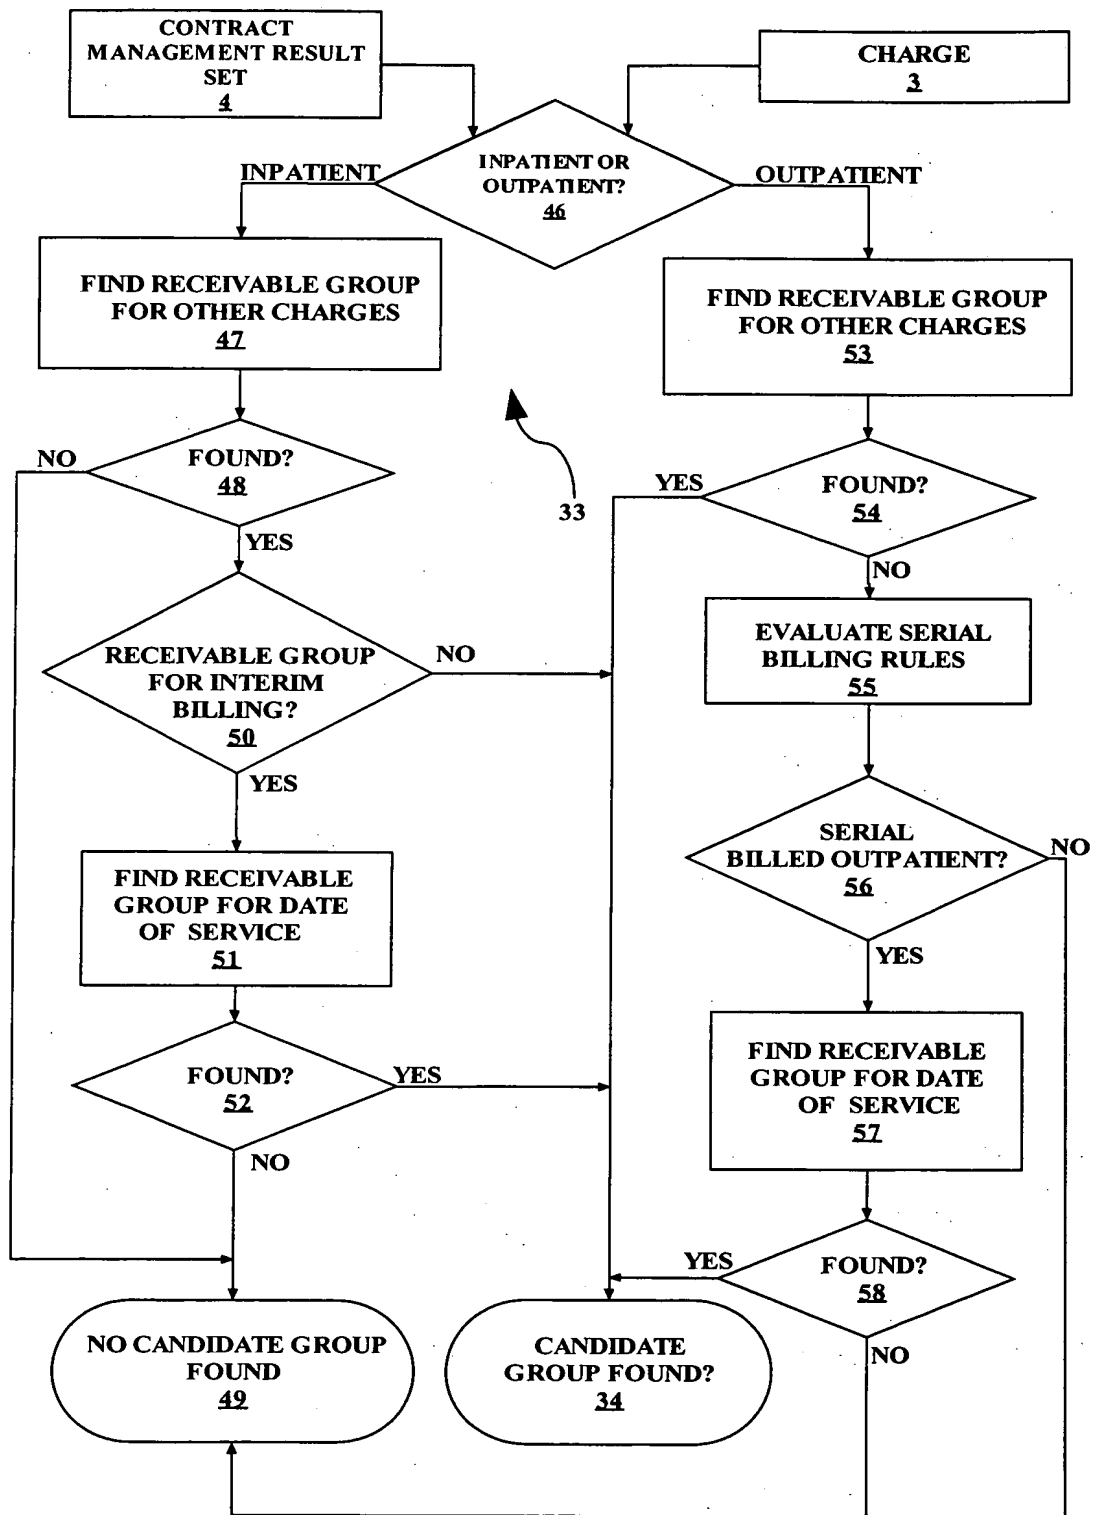 CONTRACT
MANAGEMENT RESULT
SET
4
CHARGE
3
INPATIENT OR
OUTPATIENT?
46
INPATIENT
OUTPATIENT
FIND RECEIVABLE GROUP
FOR OTHER CHARGES
47
FIND RECEIVABLE GROUP
FOR OTHER CHARGES
53
NO
FOUND?
48
YES
33
YES
FOUND?
54
NO
RECEIVABLE GROUP
FOR INTERIM
BILLING?
50
NO
YES
EVALUATE SERIAL
BILLING RULES
55
SERIAL
BILLED OUTPATIENT?
56
NO
YES
FIND RECEIVABLE
GROUP FOR DATE
OF SERVICE
51
FOUND?
52
YES
NO
FIND RECEIVABLE
GROUP FOR DATE
OF SERVICE
57
YES
FOUND?
58
NO
NO CANDIDATE GROUP
FOUND
49
CANDIDATE
GROUP FOUND?
34